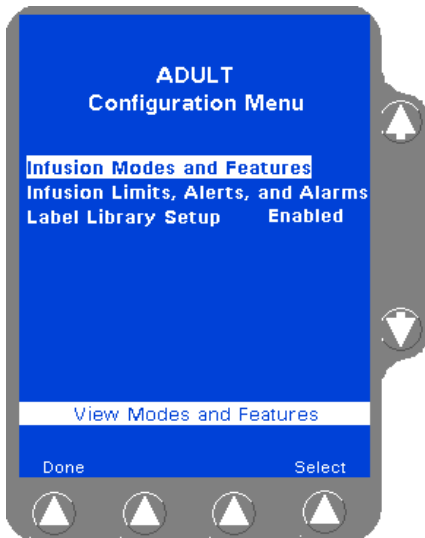 ADULT
Configuration Menu
Infusion Modes and Features
Infusion Limits, Alerts, and Alarms
Label Library Setup Enabled
View Modes and Features
Done Select